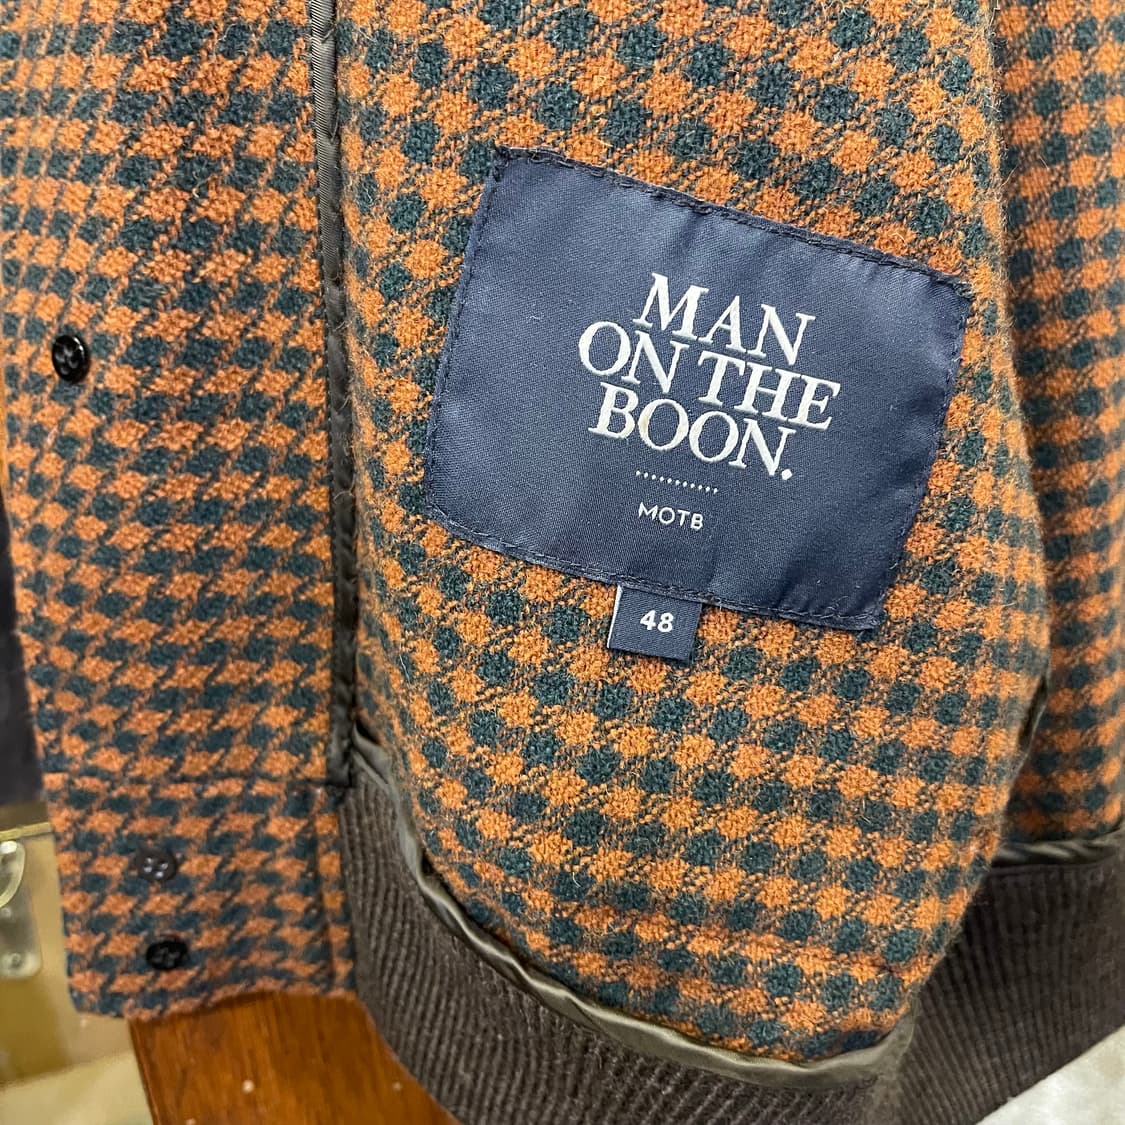 MAN
ON THE
BOON.
MOTB
48